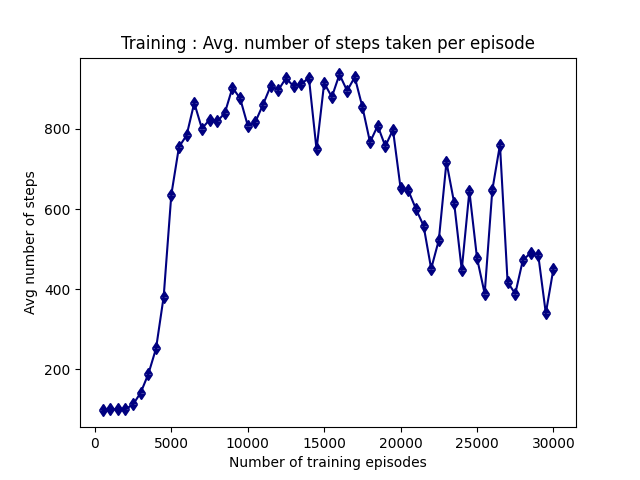 Training : Avg. number of steps taken per episode
800
600
400
200
Avg number of steps
0 5000 10000 15000 20000 25000 30000
Number of training episodes